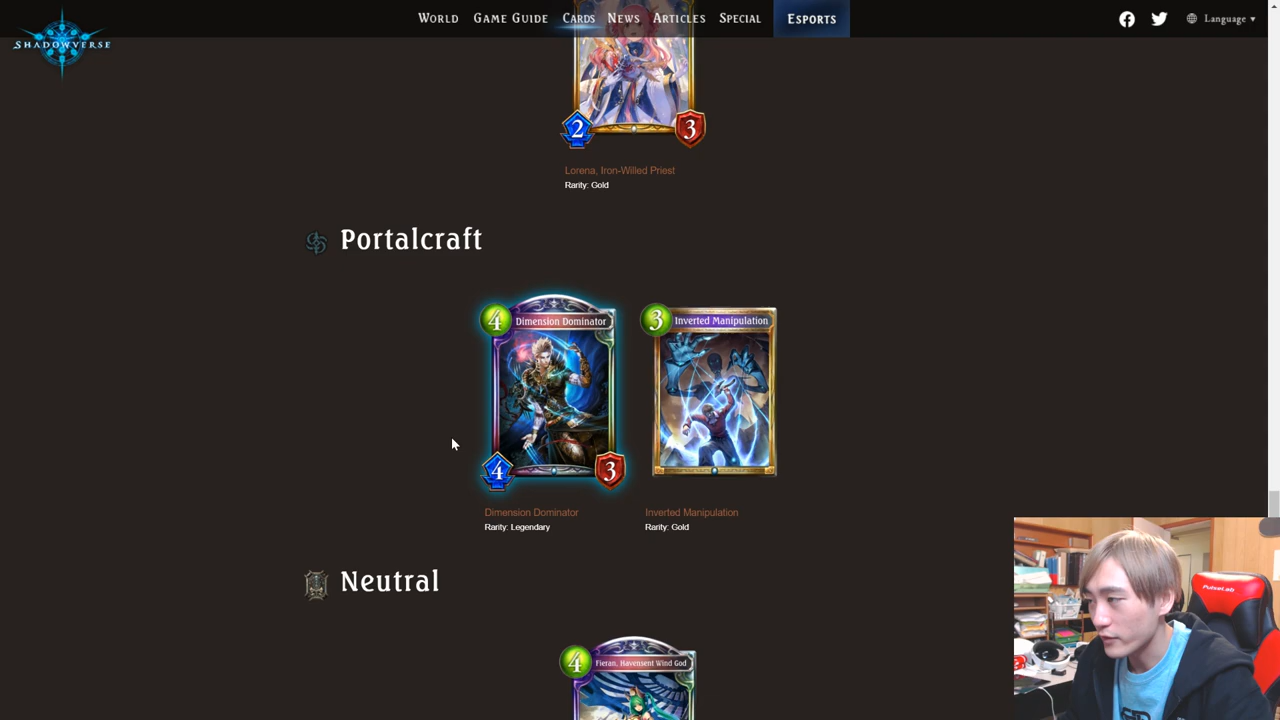 WORLD GAME GUIDE CARDS NEWS ARTICLES SPECIAL ESPORTS Language ▾
SHADOWVERSE
2 3
Lorena, Iron-Willed Priest
Rarity: Gold
Portalcraft
4 Dimension Dominator 3 Inverted Manipulation
4 3
Dimension Dominator Inverted Manipulation
Rarity: Legendary Rarity: Gold
Neutral
PulseLab
4 Fieran, Havensent Wind God